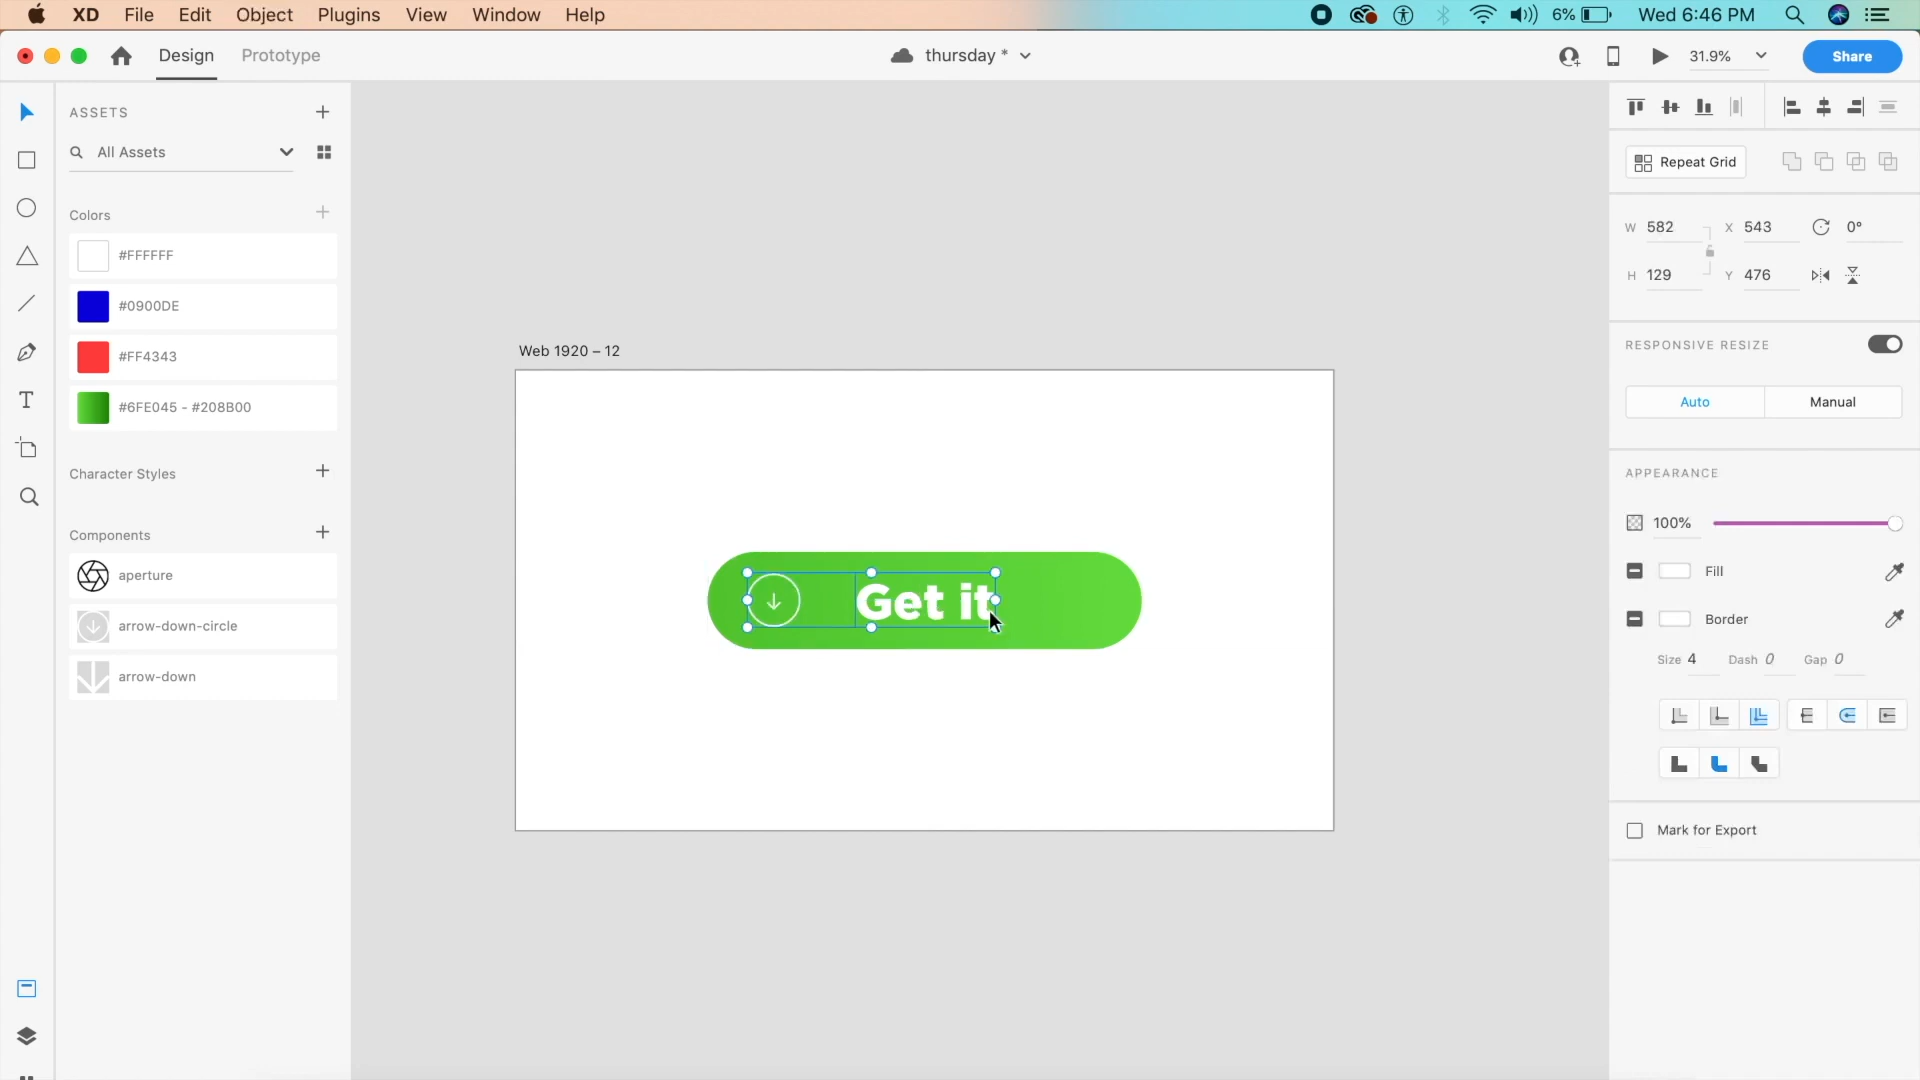 XD File Edit Object Plugins View Window Help 6% Wed 6:46 PM
Design Prototype thursday * 31.9% Share
ASSETS
All Assets
Repeat Grid
Colors
W 582 X 543 0°
#FFFFFF
H 129 Y 476
#0900DE
RESPONSIVE RESIZE
Web 1920 – 12
#FF4343
Auto Manual
#6FE045 - #208B00
Character Styles
APPEARANCE
100%
Components
aperture
Fill
Get it
arrow-down-circle
Border
Size 4 Dash 0 Gap 0
arrow-down
Mark for Export